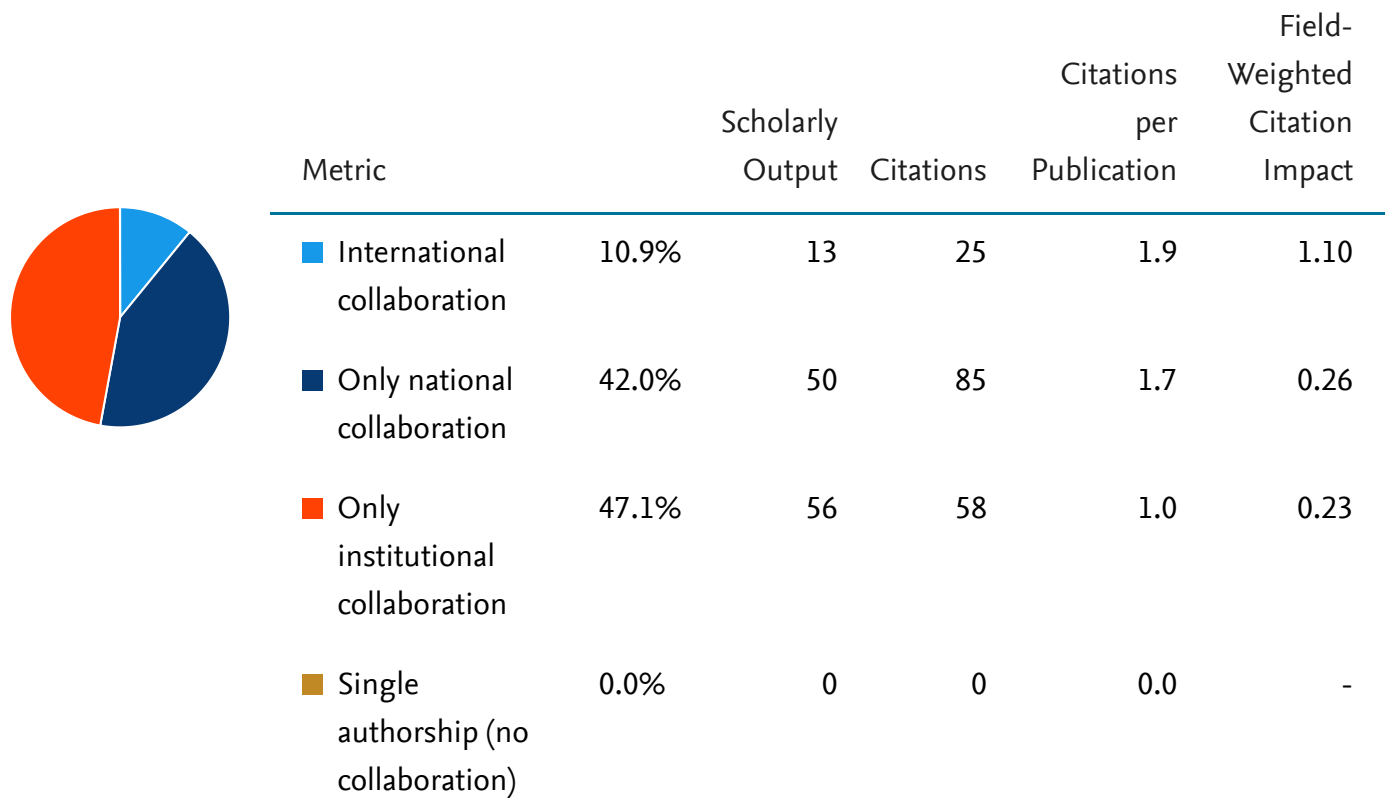 Field-
Citations Weighted
Scholarly per Citation
Metric Output Citations Publication Impact
International 10.9% 13 25 1.9 1.10
collaboration
Only national 42.0% 50 85 1.7 0.26
collaboration
Only 47.1% 56 58 1.0 0.23
institutional
collaboration
Single 0.0% 0 0 0.0 -
authorship (no
collaboration)